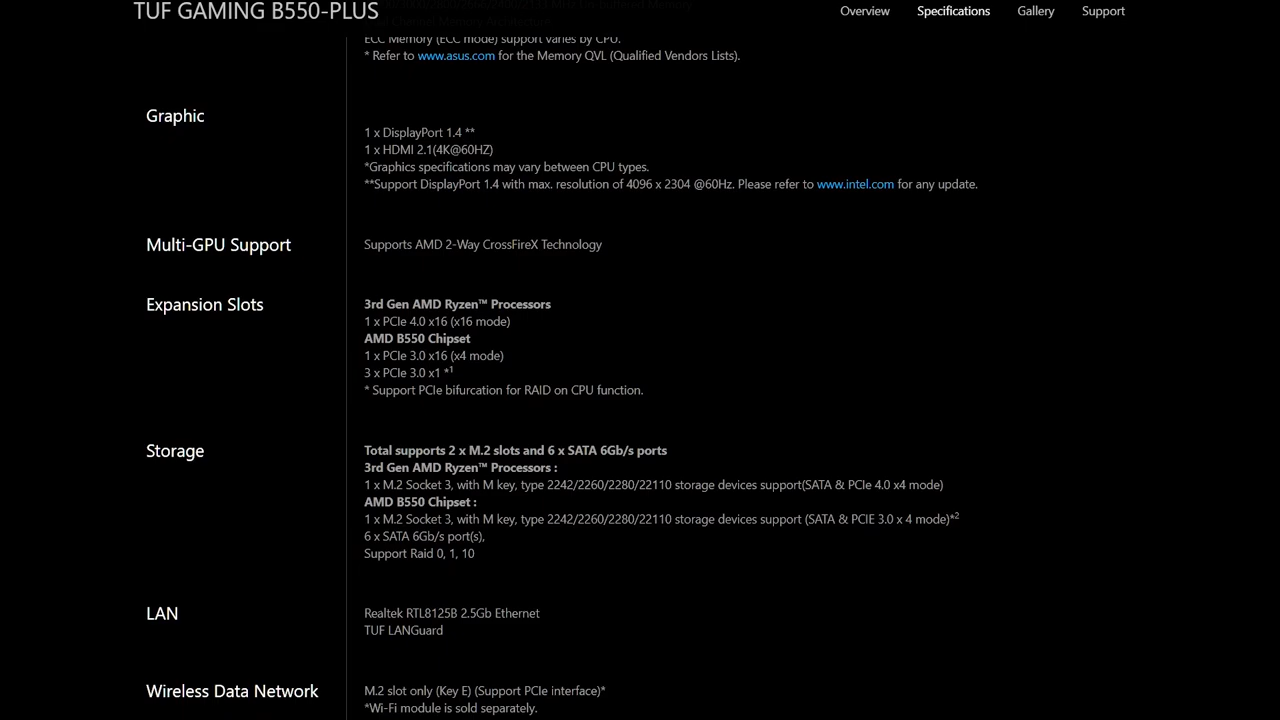 TUF GAMING B550-PLUS
Overview
Specifications
Gallery
Support
ECC Memory (ECC mode) support varies by CPU.
* Refer to www.asus.com for the Memory QVL (Qualified Vendors Lists).
Graphic
1 x DisplayPort 1.4 **
1 x HDMI 2.1(4K@60HZ)
*Graphics specifications may vary between CPU types.
**Support DisplayPort 1.4 with max. resolution of 4096 x 2304 @60Hz. Please refer to www.intel.com for any update.
Multi-GPU Support
Supports AMD 2-Way CrossFireX Technology
Expansion Slots
3rd Gen AMD Ryzen™ Processors
1 x PCIe 4.0 x16 (x16 mode)
AMD B550 Chipset
1 x PCIe 3.0 x16 (x4 mode)
3 x PCIe 3.0 x1 *1
* Support PCIe bifurcation for RAID on CPU function.
Storage
Total supports 2 x M.2 slots and 6 x SATA 6Gb/s ports
3rd Gen AMD Ryzen™ Processors :
1 x M.2 Socket 3, with M key, type 2242/2260/2280/22110 storage devices support(SATA & PCIe 4.0 x4 mode)
AMD B550 Chipset :
1 x M.2 Socket 3, with M key, type 2242/2260/2280/22110 storage devices support (SATA & PCIE 3.0 x 4 mode)*2
6 x SATA 6Gb/s port(s),
Support Raid 0, 1, 10
LAN
Realtek RTL8125B 2.5Gb Ethernet
TUF LANGuard
Wireless Data Network
M.2 slot only (Key E) (Support PCIe interface)*
*Wi-Fi module is sold separately.